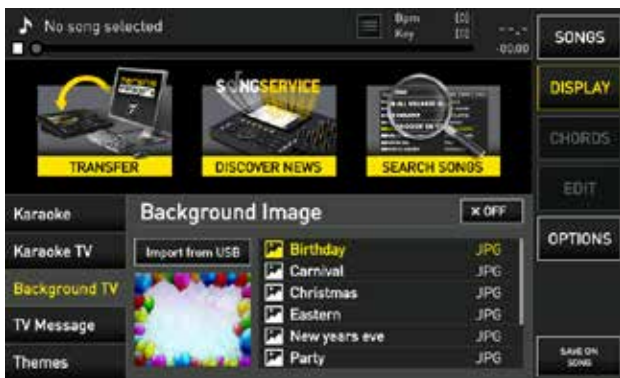 No song selected
Bpm [0]
Key [0]
--.-
-00:00
SONGS
DISPLAY
CHORDS
EDIT
OPTIONS
SAVE ON
SONG
SONGSERVICE
TRANSFER
DISCOVER NEWS
SEARCH SONGS
Karaoke
Karaoke TV
Background TV
TV Message
Themes
Background Image
× OFF
Import from USB
Birthday JPG
Carnival JPG
Christmas JPG
Eastern JPG
New years eve JPG
Party JPG